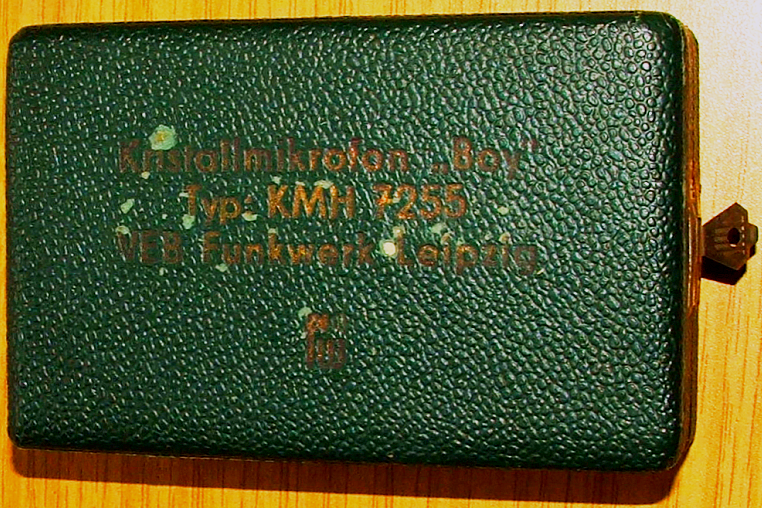 Kristallmikrofon „Boy"
Typ: KMH 7255
VEB Funkwerk Leipzig